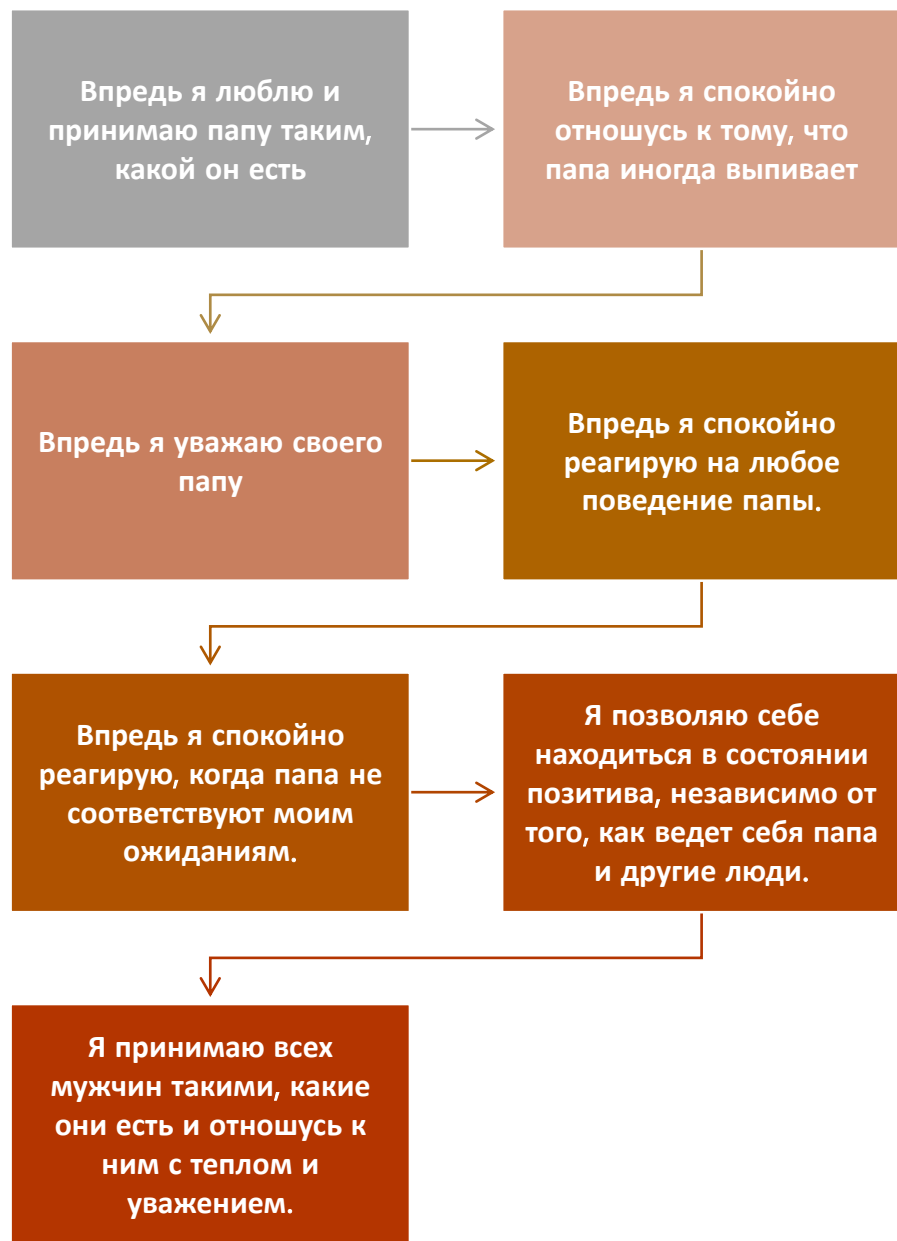 Впредь я люблю и
принимаю папу таким,
какой он есть
Впредь я спокойно
отношусь к тому, что
папа иногда выпивает
Впредь я уважаю своего
папу
Впредь я спокойно
реагирую на любое
поведение папы.
Впредь я спокойно
реагирую, когда папа не
соответствуют моим
ожиданиям.
Я позволяю себе
находиться в состоянии
позитива, независимо от
того, как ведет себя папа
и другие люди.
Я принимаю всех
мужчин такими, какие
они есть и отношусь к
ним с теплом и
уважением.